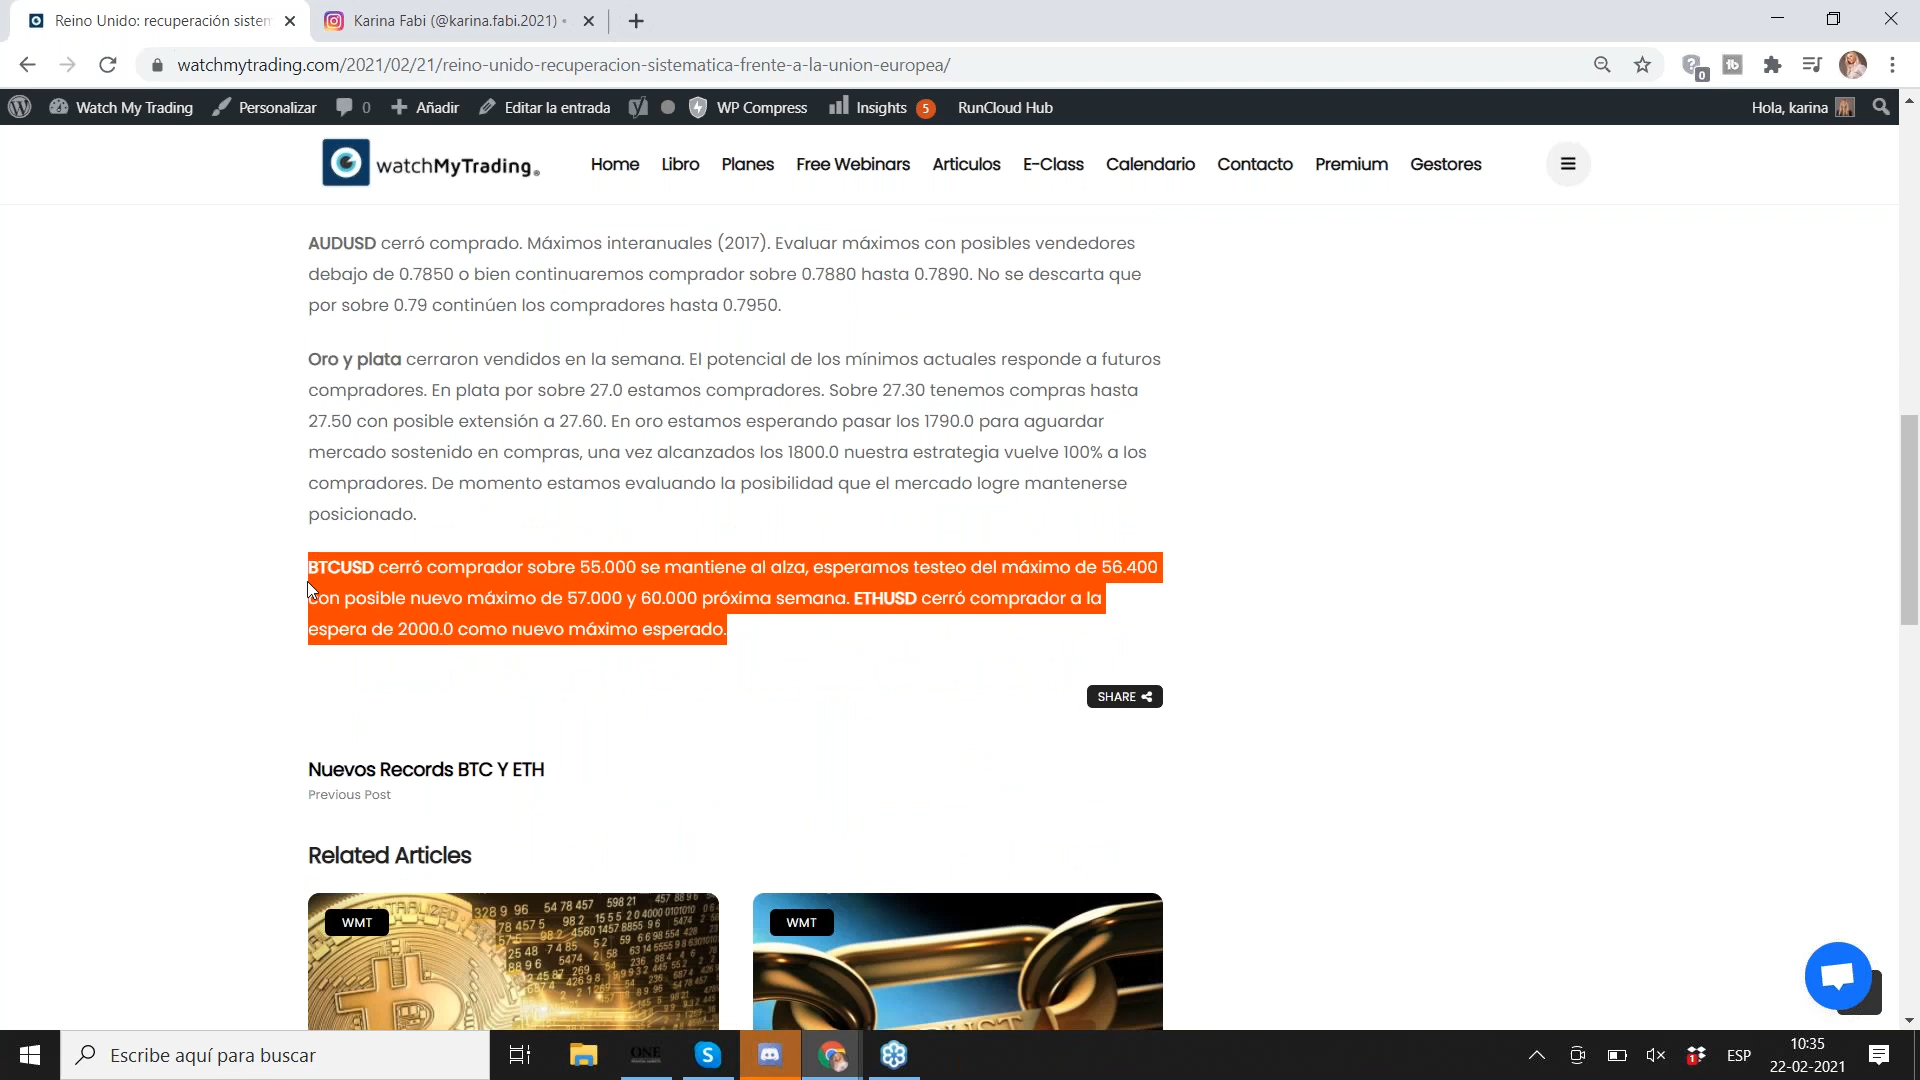 Reino Unido: recuperación sistem
Karina Fabi (@karina.fabi.2021) •
watchmytrading.com/2021/02/21/reino-unido-recuperacion-sistematica-frente-a-la-union-europea/
0
Watch My Trading Personalizar 0 Añadir Editar la entrada WP Compress Insights 5 RunCloud Hub Hola, karina
watchMyTrading® Home Libro Planes Free Webinars Articulos E-Class Calendario Contacto Premium Gestores
AUDUSD cerró comprado. Máximos interanuales (2017). Evaluar máximos con posibles vendedores
debajo de 0.7850 o bien continuaremos comprador sobre 0.7880 hasta 0.7890. No se descarta que
por sobre 0.79 continúen los compradores hasta 0.7950.
Oro y plata cerraron vendidos en la semana. El potencial de los mínimos actuales responde a futuros
compradores. En plata por sobre 27.0 estamos compradores. Sobre 27.30 tenemos compras hasta
27.50 con posible extensión a 27.60. En oro estamos esperando pasar los 1790.0 para aguardar
mercado sostenido en compras, una vez alcanzados los 1800.0 nuestra estrategia vuelve 100% a los
compradores. De momento estamos evaluando la posibilidad que el mercado logre mantenerse
posicionado.
BTCUSD cerró comprador sobre 55.000 se mantiene al alza, esperamos testeo del máximo de 56.400
con posible nuevo máximo de 57.000 y 60.000 próxima semana. ETHUSD cerró comprador a la
espera de 2000.0 como nuevo máximo esperado.
SHARE
Nuevos Records BTC Y ETH
Previous Post
Related Articles
WMT
WMT
Escribe aquí para buscar
ONE
ESP
10:35
22-02-2021